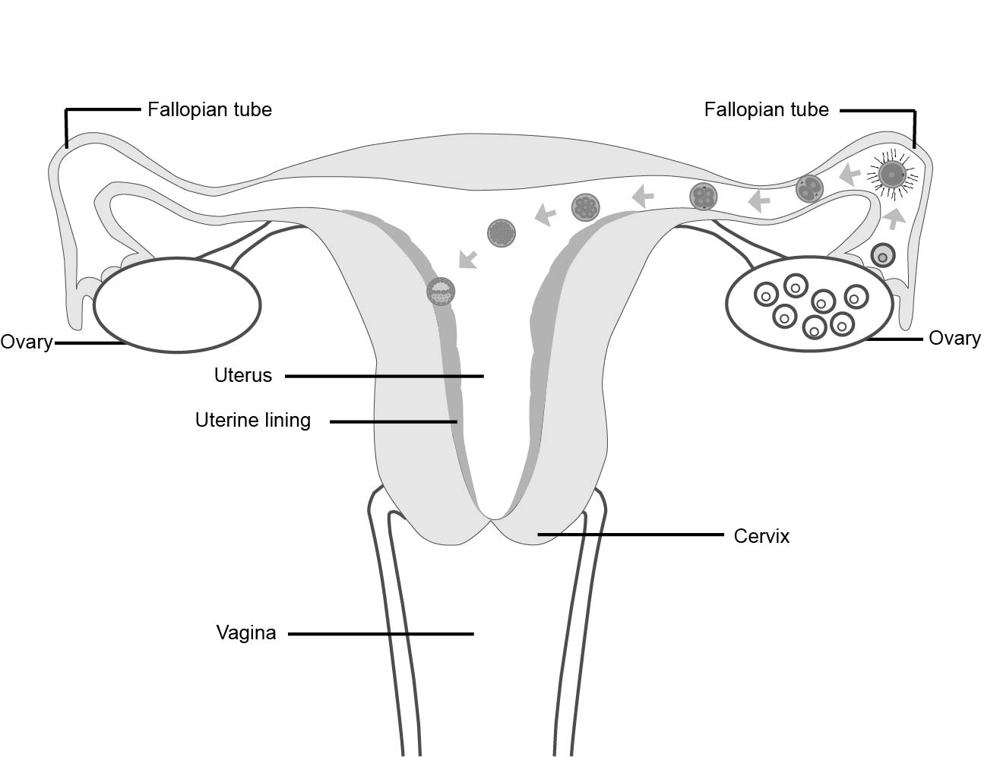 Fallopian tube
Fallopian tube
Ovary
Ovary
Uterus
Uterine lining
Cervix
Vagina